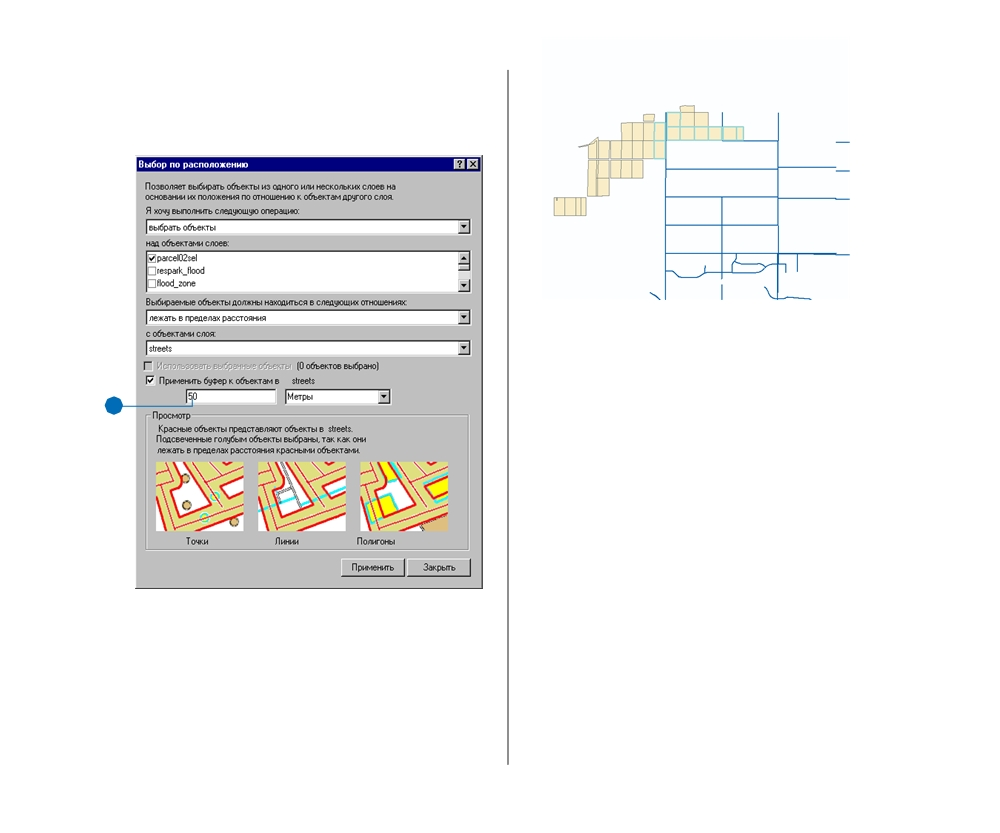 Выбор по расположению
Позволяет выбирать объекты из одного или нескольких слоев на
основании их положения по отношению к объектам другого слоя.
Я хочу выполнить следующую операцию:
выбрать объекты
над объектами слоев:
parcel02sel
respark_flood
flood_zone
Выбираемые объекты должны находиться в следующих отношениях:
лежать в пределах расстояния
с объектами слоя:
streets
Использовать выбранные объекты (0 объектов выбрано)
Применить буфер к объектам в streets
50 Метры
Просмотр
Красные объекты представляют объекты в streets.
Подсвеченные голубым объекты выбраны, так как они
лежать в пределах расстояния красными объектами.
Точки Линии Полигоны
Применить Закрыть